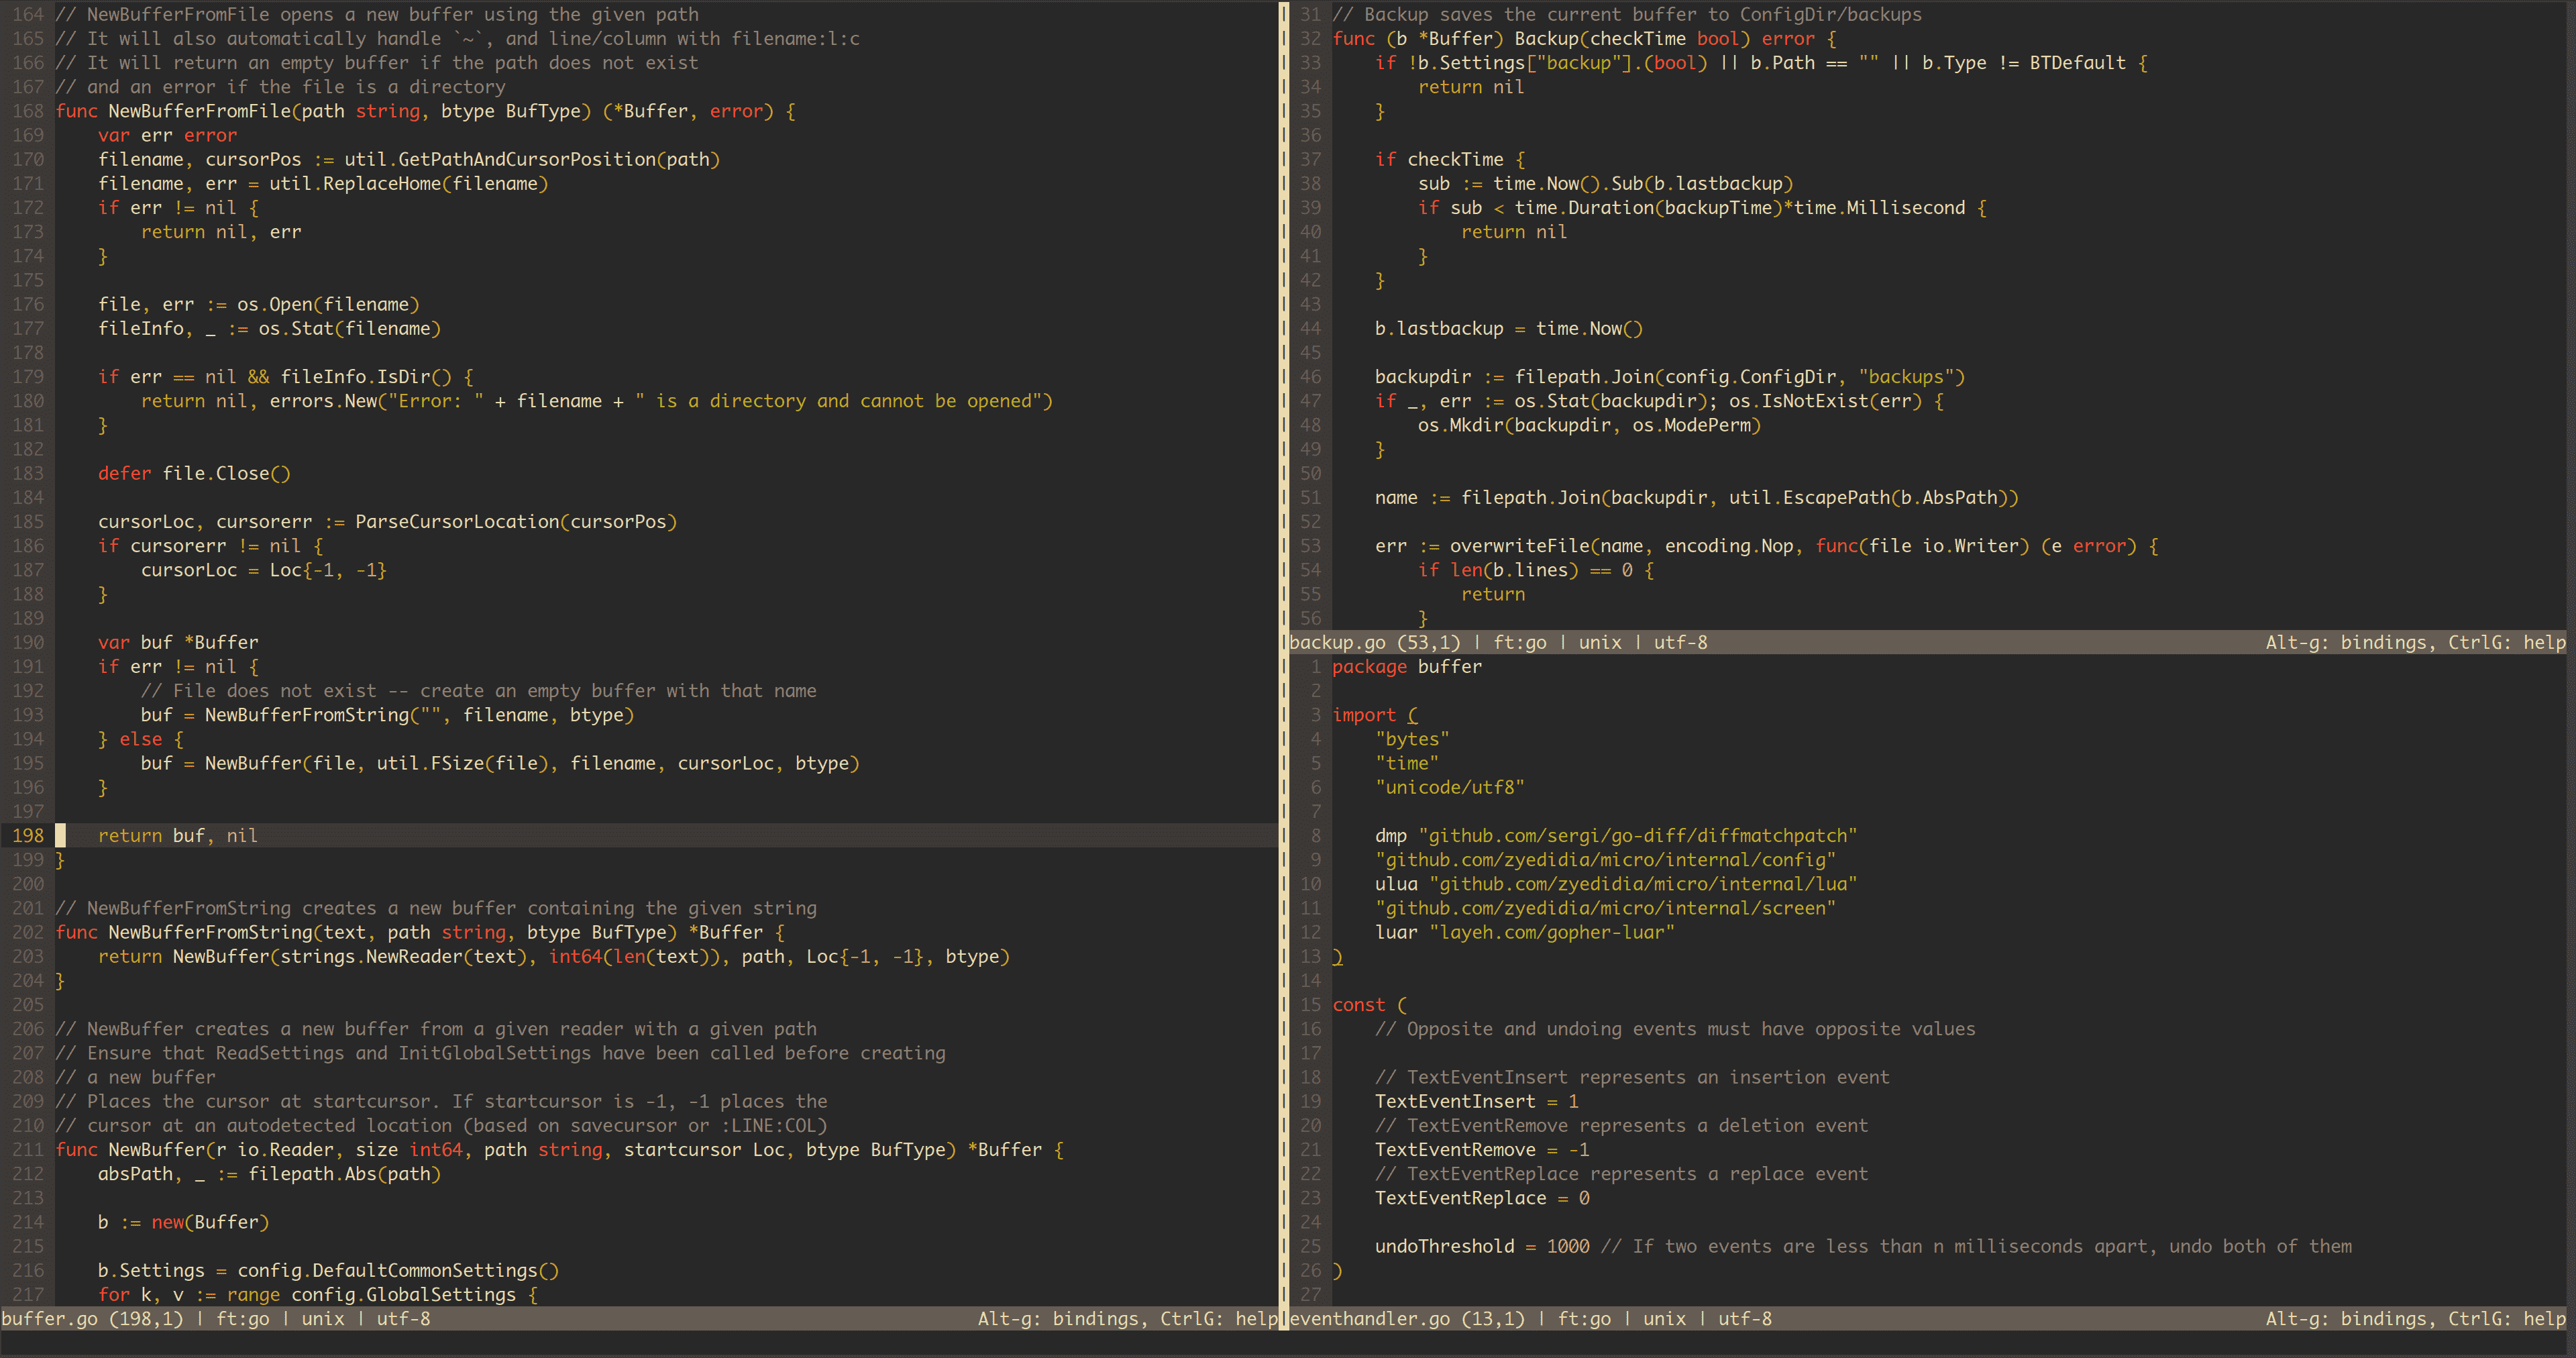 164 // NewBufferFromFile opens a new buffer using the given path
165 // It will also automatically handle `~`, and line/column with filename:l:c
166 // It will return an empty buffer if the path does not exist
167 // and an error if the file is a directory
168 func NewBufferFromFile(path string, btype BufType) (*Buffer, error) {
169     var err error
170     filename, cursorPos := util.GetPathAndCursorPosition(path)
171     filename, err = util.ReplaceHome(filename)
172     if err != nil {
173         return nil, err
174     }
175
176     file, err := os.Open(filename)
177     fileInfo, _ := os.Stat(filename)
178
179     if err == nil && fileInfo.IsDir() {
180         return nil, errors.New("Error: " + filename + " is a directory and cannot be opened")
181     }
182
183     defer file.Close()
184
185     cursorLoc, cursorerr := ParseCursorLocation(cursorPos)
186     if cursorerr != nil {
187         cursorLoc = Loc{-1, -1}
188     }
189
190     var buf *Buffer
191     if err != nil {
192         // File does not exist -- create an empty buffer with that name
193         buf = NewBufferFromString("", filename, btype)
194     } else {
195         buf = NewBuffer(file, util.FSize(file), filename, cursorLoc, btype)
196     }
197
198     return buf, nil
199 }
200
201 // NewBufferFromString creates a new buffer containing the given string
202 func NewBufferFromString(text, path string, btype BufType) *Buffer {
203     return NewBuffer(strings.NewReader(text), int64(len(text)), path, Loc{-1, -1}, btype)
204 }
205
206 // NewBuffer creates a new buffer from a given reader with a given path
207 // Ensure that ReadSettings and InitGlobalSettings have been called before creating
208 // a new buffer
209 // Places the cursor at startcursor. If startcursor is -1, -1 places the
210 // cursor at an autodetected location (based on savecursor or :LINE:COL)
211 func NewBuffer(r io.Reader, size int64, path string, startcursor Loc, btype BufType) *Buffer {
212     absPath, _ := filepath.Abs(path)
213
214     b := new(Buffer)
215
216     b.Settings = config.DefaultCommonSettings()
217     for k, v := range config.GlobalSettings {
buffer.go (198,1) | ft:go | unix | utf-8 Alt-g: bindings, CtrlG: help
31 // Backup saves the current buffer to ConfigDir/backups
32 func (b *Buffer) Backup(checkTime bool) error {
33     if !b.Settings["backup"].(bool) || b.Path == "" || b.Type != BTDefault {
34         return nil
35     }
36
37     if checkTime {
38         sub := time.Now().Sub(b.lastbackup)
39         if sub < time.Duration(backupTime)*time.Millisecond {
40             return nil
41         }
42     }
43
44     b.lastbackup = time.Now()
45
46     backupdir := filepath.Join(config.ConfigDir, "backups")
47     if _, err := os.Stat(backupdir); os.IsNotExist(err) {
48         os.Mkdir(backupdir, os.ModePerm)
49     }
50
51     name := filepath.Join(backupdir, util.EscapePath(b.AbsPath))
52
53     err := overwriteFile(name, encoding.Nop, func(file io.Writer) (e error) {
54         if len(b.lines) == 0 {
55             return
56         }
backup.go (53,1) | ft:go | unix | utf-8 Alt-g: bindings, CtrlG: help
1 package buffer
2
3 import (
4     "bytes"
5     "time"
6     "unicode/utf8"
7
8     dmp "github.com/sergi/go-diff/diffmatchpatch"
9     "github.com/zyedidia/micro/internal/config"
10     ulua "github.com/zyedidia/micro/internal/lua"
11     "github.com/zyedidia/micro/internal/screen"
12     luar "layeh.com/gopher-luar"
13 )
14
15 const (
16     // Opposite and undoing events must have opposite values
17
18     // TextEventInsert represents an insertion event
19     TextEventInsert = 1
20     // TextEventRemove represents a deletion event
21     TextEventRemove = -1
22     // TextEventReplace represents a replace event
23     TextEventReplace = 0
24
25     undoThreshold = 1000 // If two events are less than n milliseconds apart, undo both of them
26 )
27
eventhandler.go (13,1) | ft:go | unix | utf-8 Alt-g: bindings, CtrlG: help